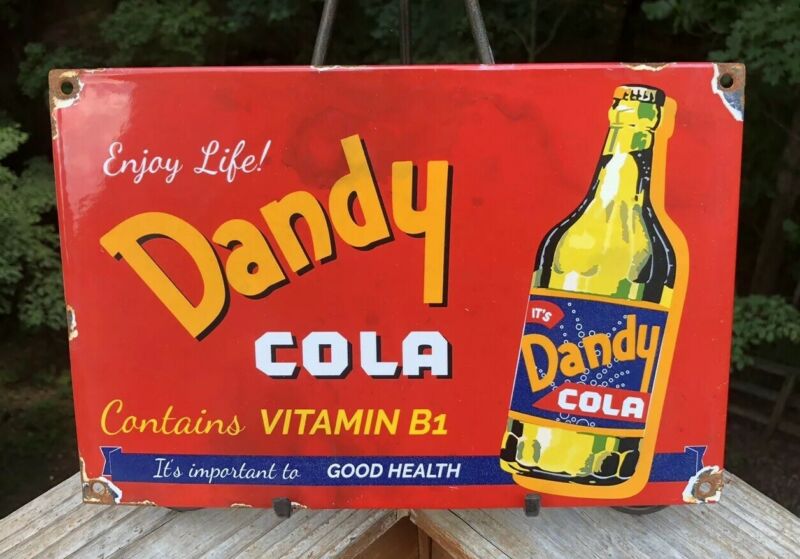 Enjoy Life!
Dandy
COLA
Contains VITAMIN B1
It's important to GOOD HEALTH
IT'S
Dandy
COLA